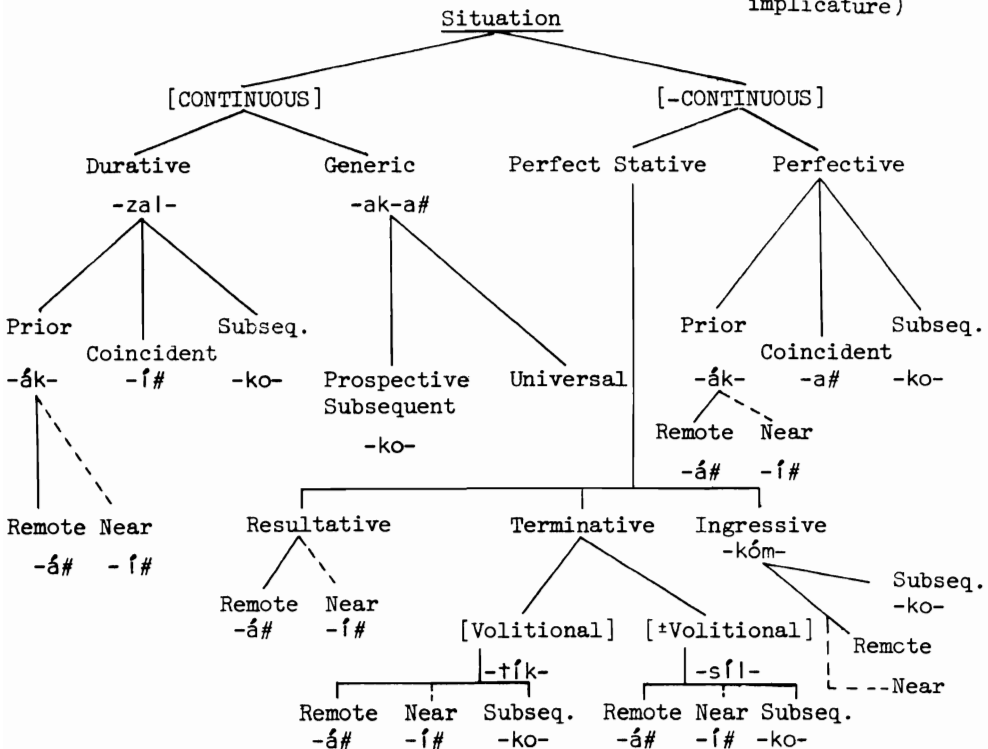 implicature)
Situation
[CONTINUOUS] [-CONTINUOUS]
Durative Generic Perfect Stative Perfective
-zal- -ak-a#
Prior Subseq. Prior Subseq.
Coincident Coincident
-ák- -í# -ko- Prospective Universal -ák- -a# -ko-
Subsequent
Remote Near
-ko-
-á# -í#
Remote Near Resultative Terminative Ingressive
-kóm-
-á# -í#
Subseq.
Remote Near -ko-
-á# -í# [Volitional] [±Volitional]
Remcte
-tík- -síl-
Near
Remote Near Subseq. Remote Near Subseq.
-á# -í# -ko- -á# -í# -ko-